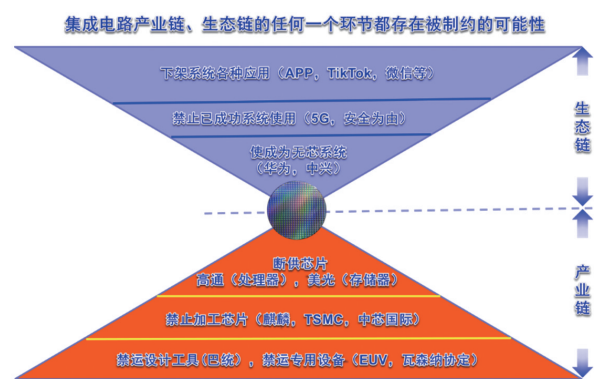 集成电路产业链、生态链的任何一个环节都存在被制约的可能性
下架系统各种应用（APP，TikTok，微信等）
禁止已成功系统使用（5G，安全为由）
使成为无芯系统
（华为，中兴）
生态链
断供芯片
高通（处理器），美光（存储器）
禁止加工芯片（麒麟，TSMC，中芯国际）
禁运设计工具(巴统)，禁运专用设备（EUV，瓦森纳协定）
产业链